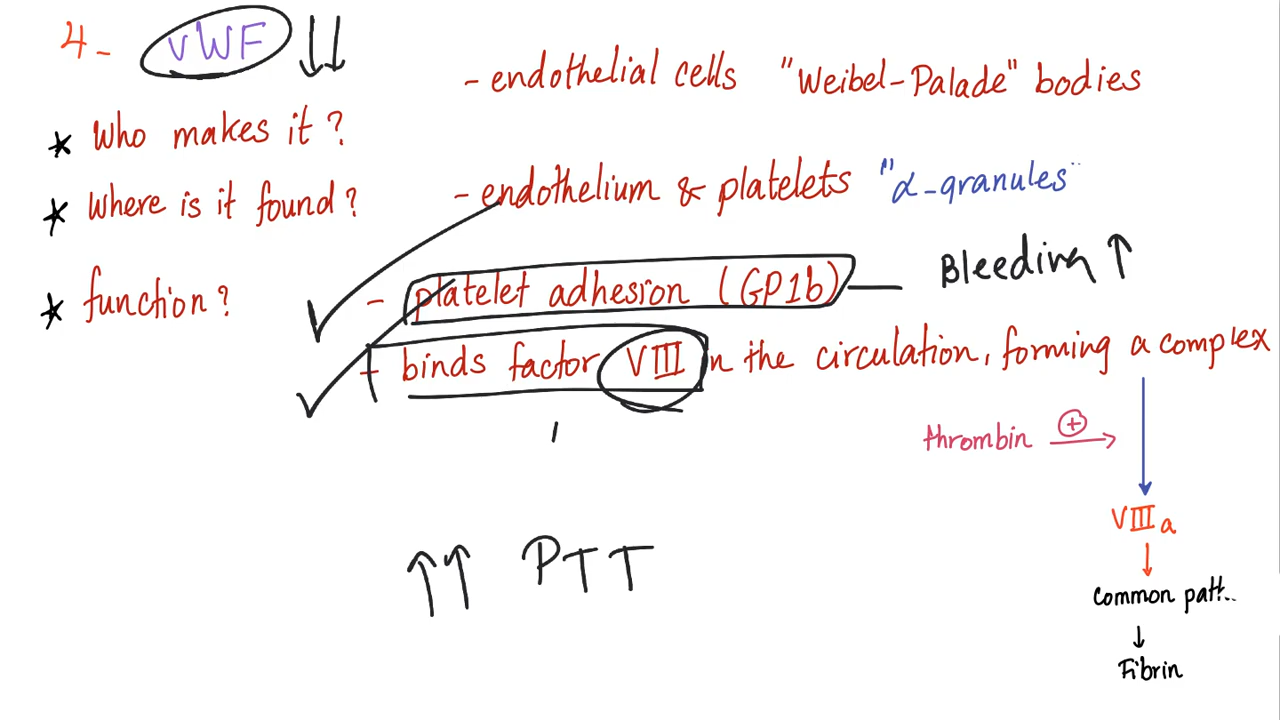 4- vWF ↓↓
- endothelial cells "Weibel-Palade" bodies
* Who makes it?
- endothelium & platelets "α-granules"
* Where is it found?
- platelet adhesion (GP1b) — Bleeding ↑
* function?
- binds factor VIII in the circulation, forming a complex
thrombin ⊕→
VIIIa
↓
Common patt..
↓
Fibrin
↑↑ PTT